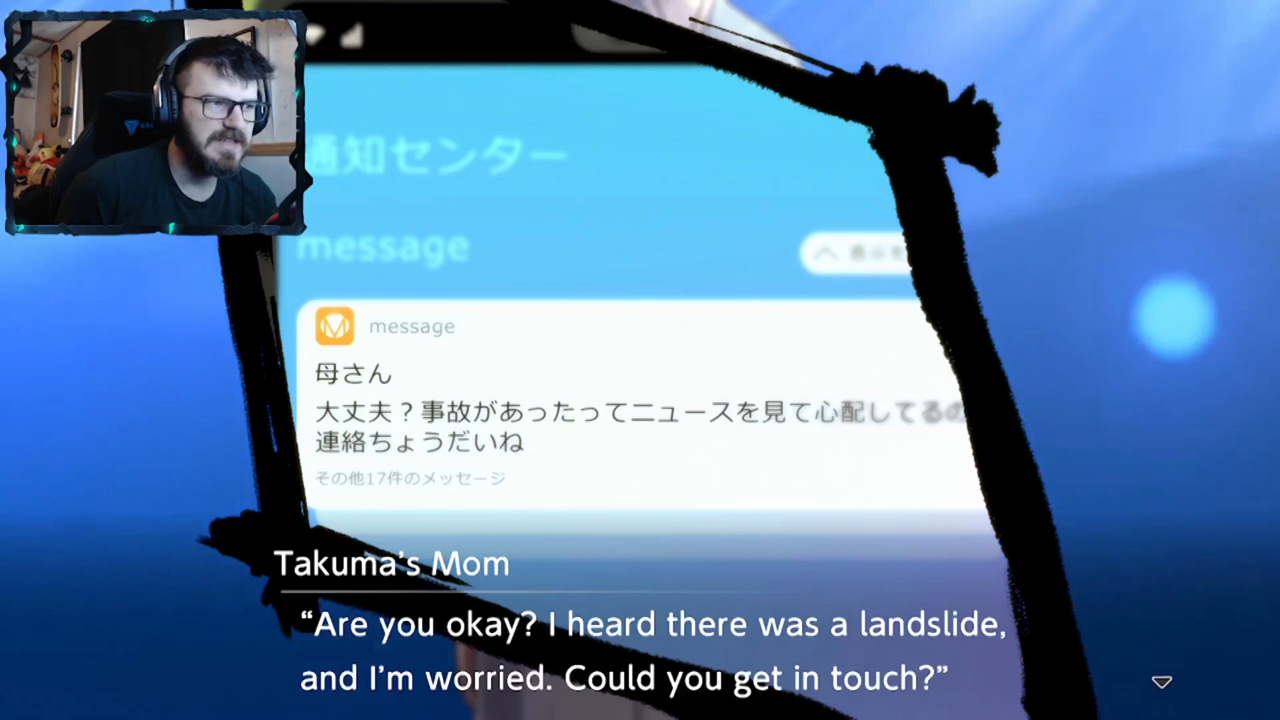 通知センター
message
message
母さん
大丈夫？事故があったってニュースを見て心配してるの
連絡ちょうだいね
その他17件のメッセージ
Takuma's Mom
“Are you okay? I heard there was a landslide,
and I'm worried. Could you get in touch?”